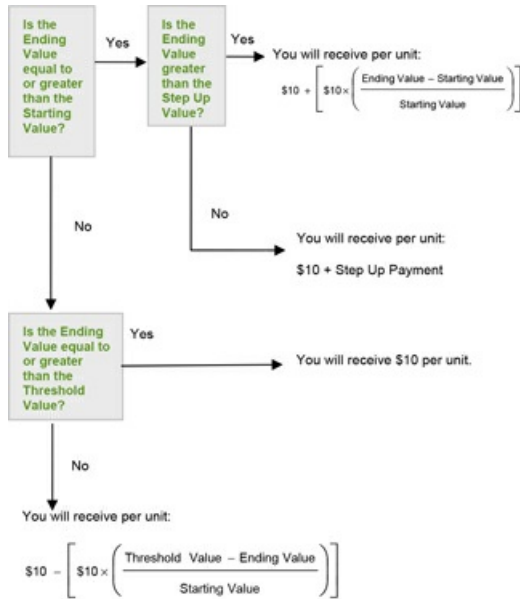 Is the
Ending
Value
equal to
or greater
than the
Starting
Value?
Yes
Is the
Ending
Value
greater
than the
Step Up
Value?
Yes
You will receive per unit:
$10 + [ $10 × ( Ending Value – Starting Value
Starting Value ) ]
No
No
You will receive per unit:
$10 + Step Up Payment
Is the Ending
Value equal to
or greater
than the
Threshold
Value?
Yes
You will receive $10 per unit.
No
You will receive per unit:
$10 – [ $10 × ( Threshold Value – Ending Value
Starting Value ) ]